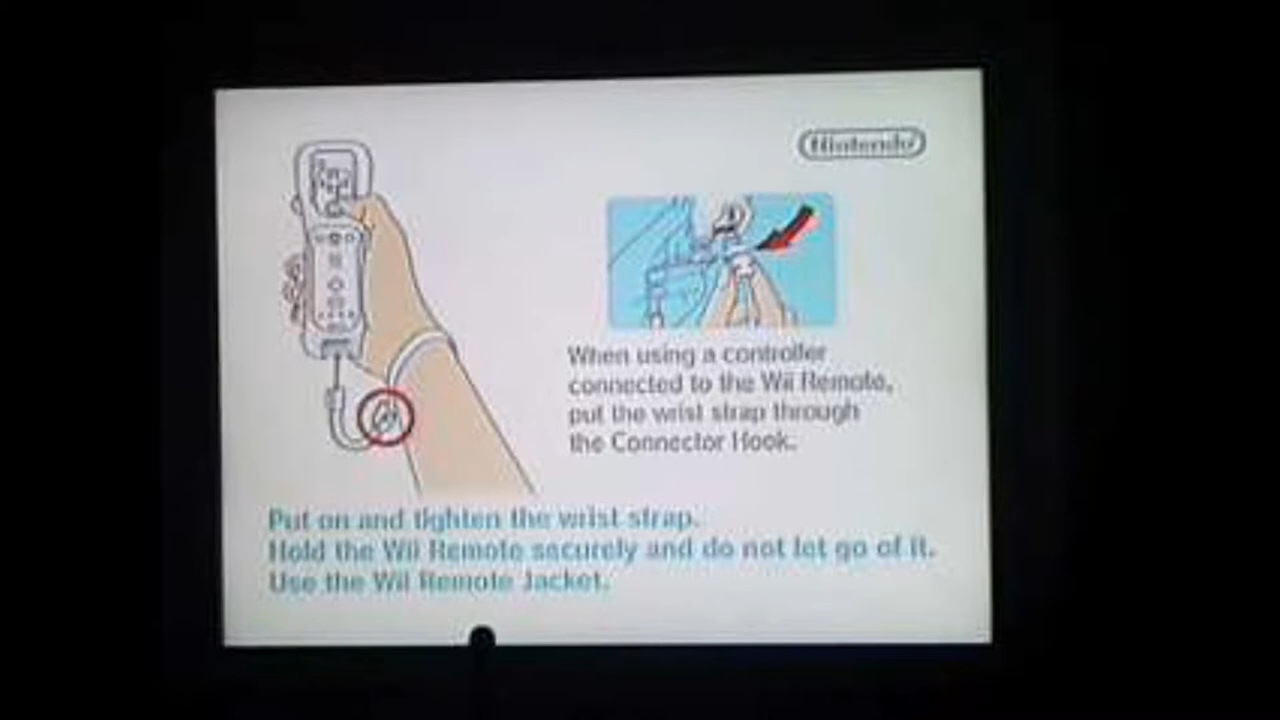 Nintendo
When using a controller
connected to the Wii Remote,
put the wrist strap through
the Connector Hook.
Put on and tighten the wrist strap.
Hold the Wii Remote securely and do not let go of it.
Use the Wii Remote Jacket.